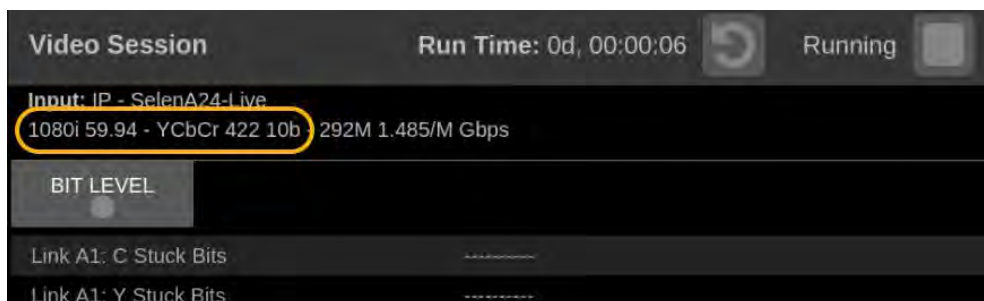 Video Session Run Time: 0d, 00:00:06 Running
Input: IP - SelenA24-Live
1080i 59.94 - YCbCr 422 10b - 292M 1.485/M Gbps
BIT LEVEL
Link A1: C Stuck Bits ----------
Link A1: Y Stuck Bits ----------